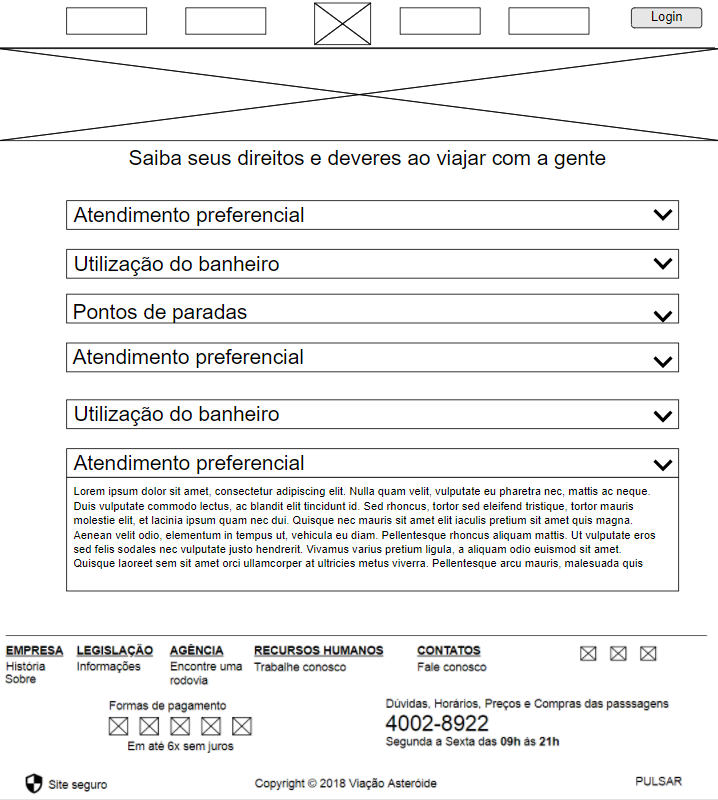 Login
Saiba seus direitos e deveres ao viajar com a gente
Atendimento preferencial
Utilização do banheiro
Pontos de paradas
Atendimento preferencial
Utilização do banheiro
Atendimento preferencial
Lorem ipsum dolor sit amet, consectetur adipiscing elit. Nulla quam velit, vulputate eu pharetra nec, mattis ac neque.
Duis vulputate commodo lectus, ac blandit elit tincidunt id. Sed rhoncus, tortor sed eleifend tristique, tortor mauris
molestie elit, et lacinia ipsum quam nec dui. Quisque nec mauris sit amet elit iaculis pretium sit amet quis magna.
Aenean velit odio, elementum in tempus ut, vehicula eu diam. Pellentesque rhoncus aliquam mattis. Ut vulputate eros
sed felis sodales nec vulputate justo hendrerit. Vivamus varius pretium ligula, a aliquam odio euismod sit amet.
Quisque laoreet sem sit amet orci ullamcorper at ultricies metus viverra. Pellentesque arcu mauris, malesuada quis
EMPRESA LEGISLAÇÃO AGÊNCIA RECURSOS HUMANOS CONTATOS
História Informações Encontre uma Trabalhe conosco Fale conosco
Sobre rodovia
Formas de pagamento
Em até 6x sem juros
Dúvidas, Horários, Preços e Compras das passsagens
4002-8922
Segunda a Sexta das 09h ás 21h
Site seguro
Copyright © 2018 Viação Asteróide
PULSAR